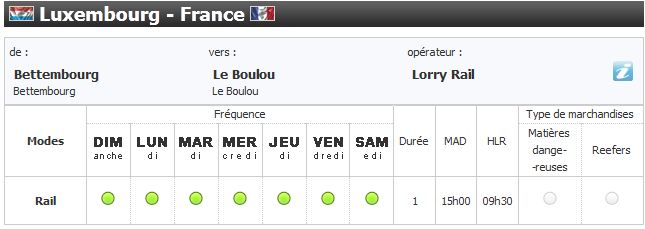 Luxembourg - France
de : vers : opérateur :
Bettembourg Le Boulou Lorry Rail
Bettembourg Le Boulou
i
Fréquence Type de marchandises
Modes DIM LUN MAR MER JEU VEN SAM Durée MAD HLR Matières Reefers
anche di di credi di dredi edi dange-
-reuses
Rail 1 15h00 09h30